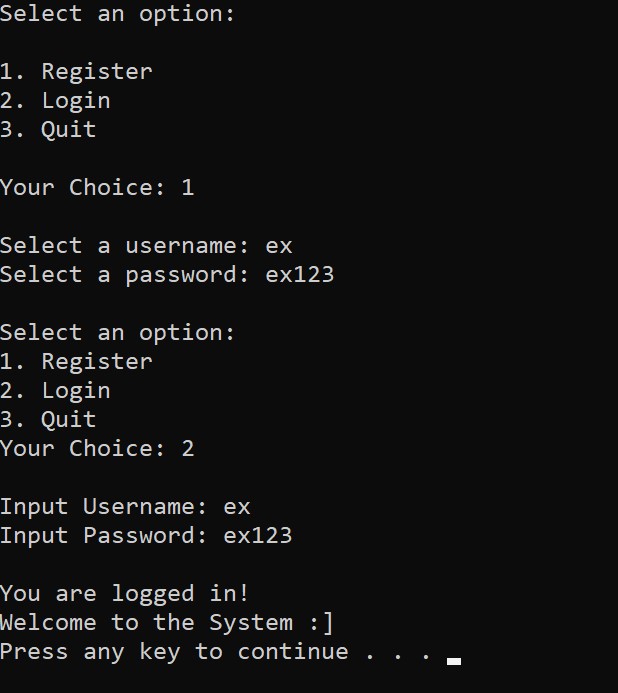 Select an option:
1. Register
2. Login
3. Quit
Your Choice: 1
Select a username: ex
Select a password: ex123
Select an option:
1. Register
2. Login
3. Quit
Your Choice: 2
Input Username: ex
Input Password: ex123
You are logged in!
Welcome to the System :]
Press any key to continue . . .